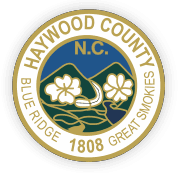 HAYWOOD COUNTY
N.C.
BLUE RIDGE
1808
GREAT SMOKIES